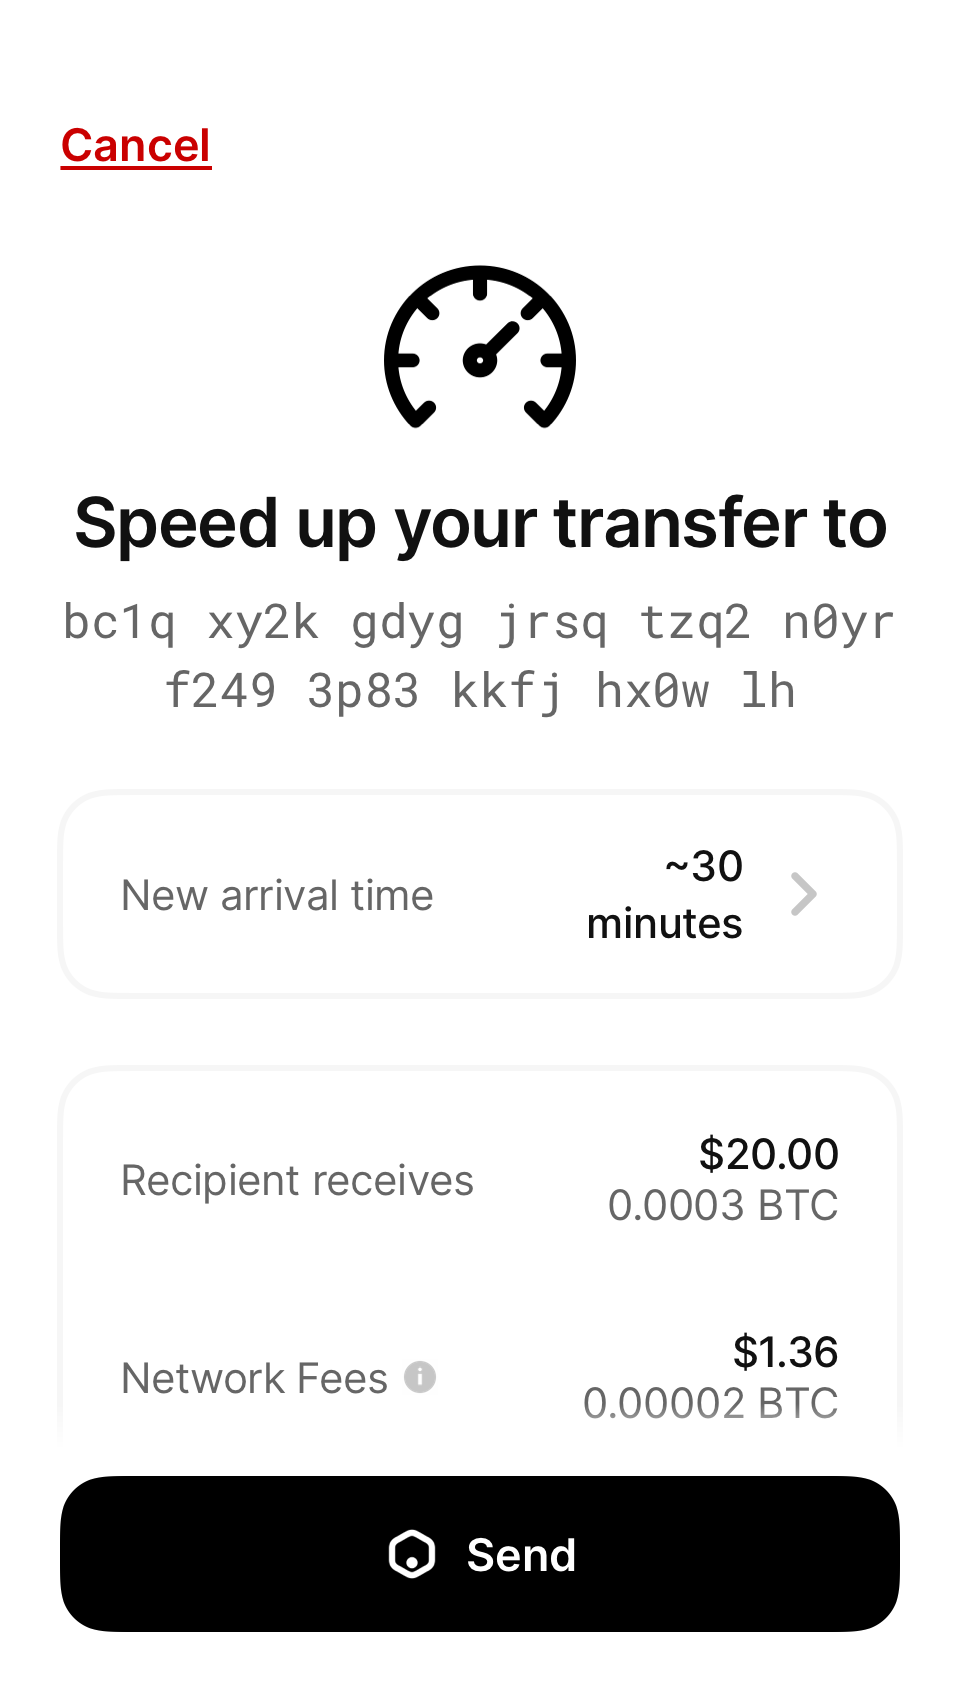 Cancel
Speed up your transfer to
bc1q xy2k gdyg jrsq tzq2 n0yr
f249 3p83 kkfj hx0w lh
New arrival time
~30
minutes
Recipient receives
$20.00
0.0003 BTC
Network Fees
$1.36
0.00002 BTC
Send